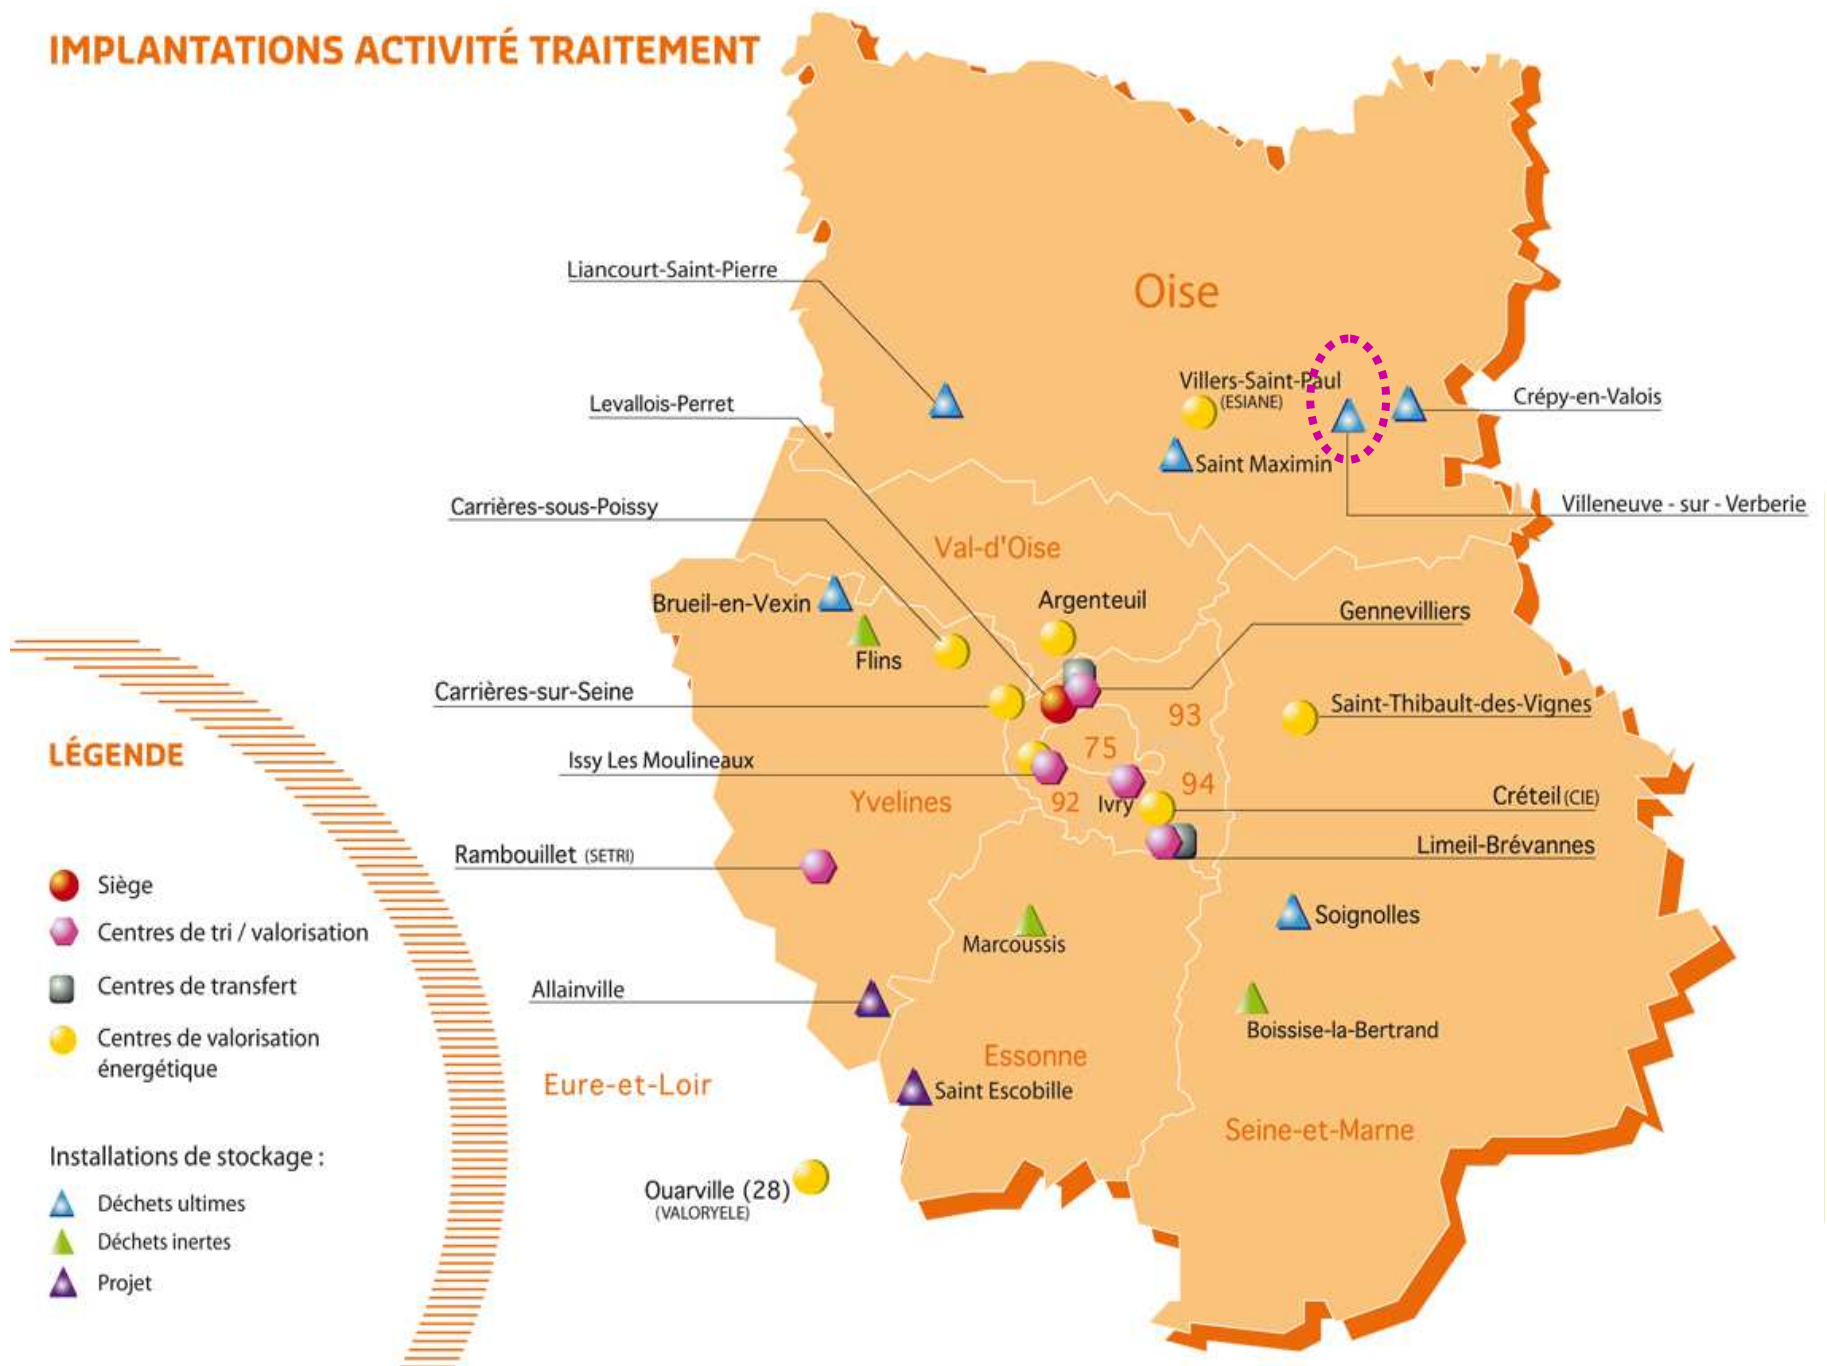 IMPLANTATIONS ACTIVITÉ TRAITEMENT
Liancourt-Saint-Pierre
Oise
Villers-Saint-Paul
(ESIANE)
Crépy-en-Valois
Levallois-Perret
Saint Maximin
Carrières-sous-Poissy
Villeneuve - sur - Verberie
Val-d'Oise
Brueil-en-Vexin
Argenteuil
Gennevilliers
Flins
Carrières-sur-Seine
Saint-Thibault-des-Vignes
93
75
Issy Les Moulineaux
94
92
Ivry
Yvelines
Créteil (CIE)
Limeil-Brévannes
Rambouillet (SETRI)
Soignolles
Marcoussis
Allainville
Boissise-la-Bertrand
Essonne
Eure-et-Loir
Saint Escobille
Seine-et-Marne
Ouarville (28)
(VALORYELE)
LÉGENDE
Siège
Centres de tri / valorisation
Centres de transfert
Centres de valorisation
énergétique
Installations de stockage :
Déchets ultimes
Déchets inertes
Projet